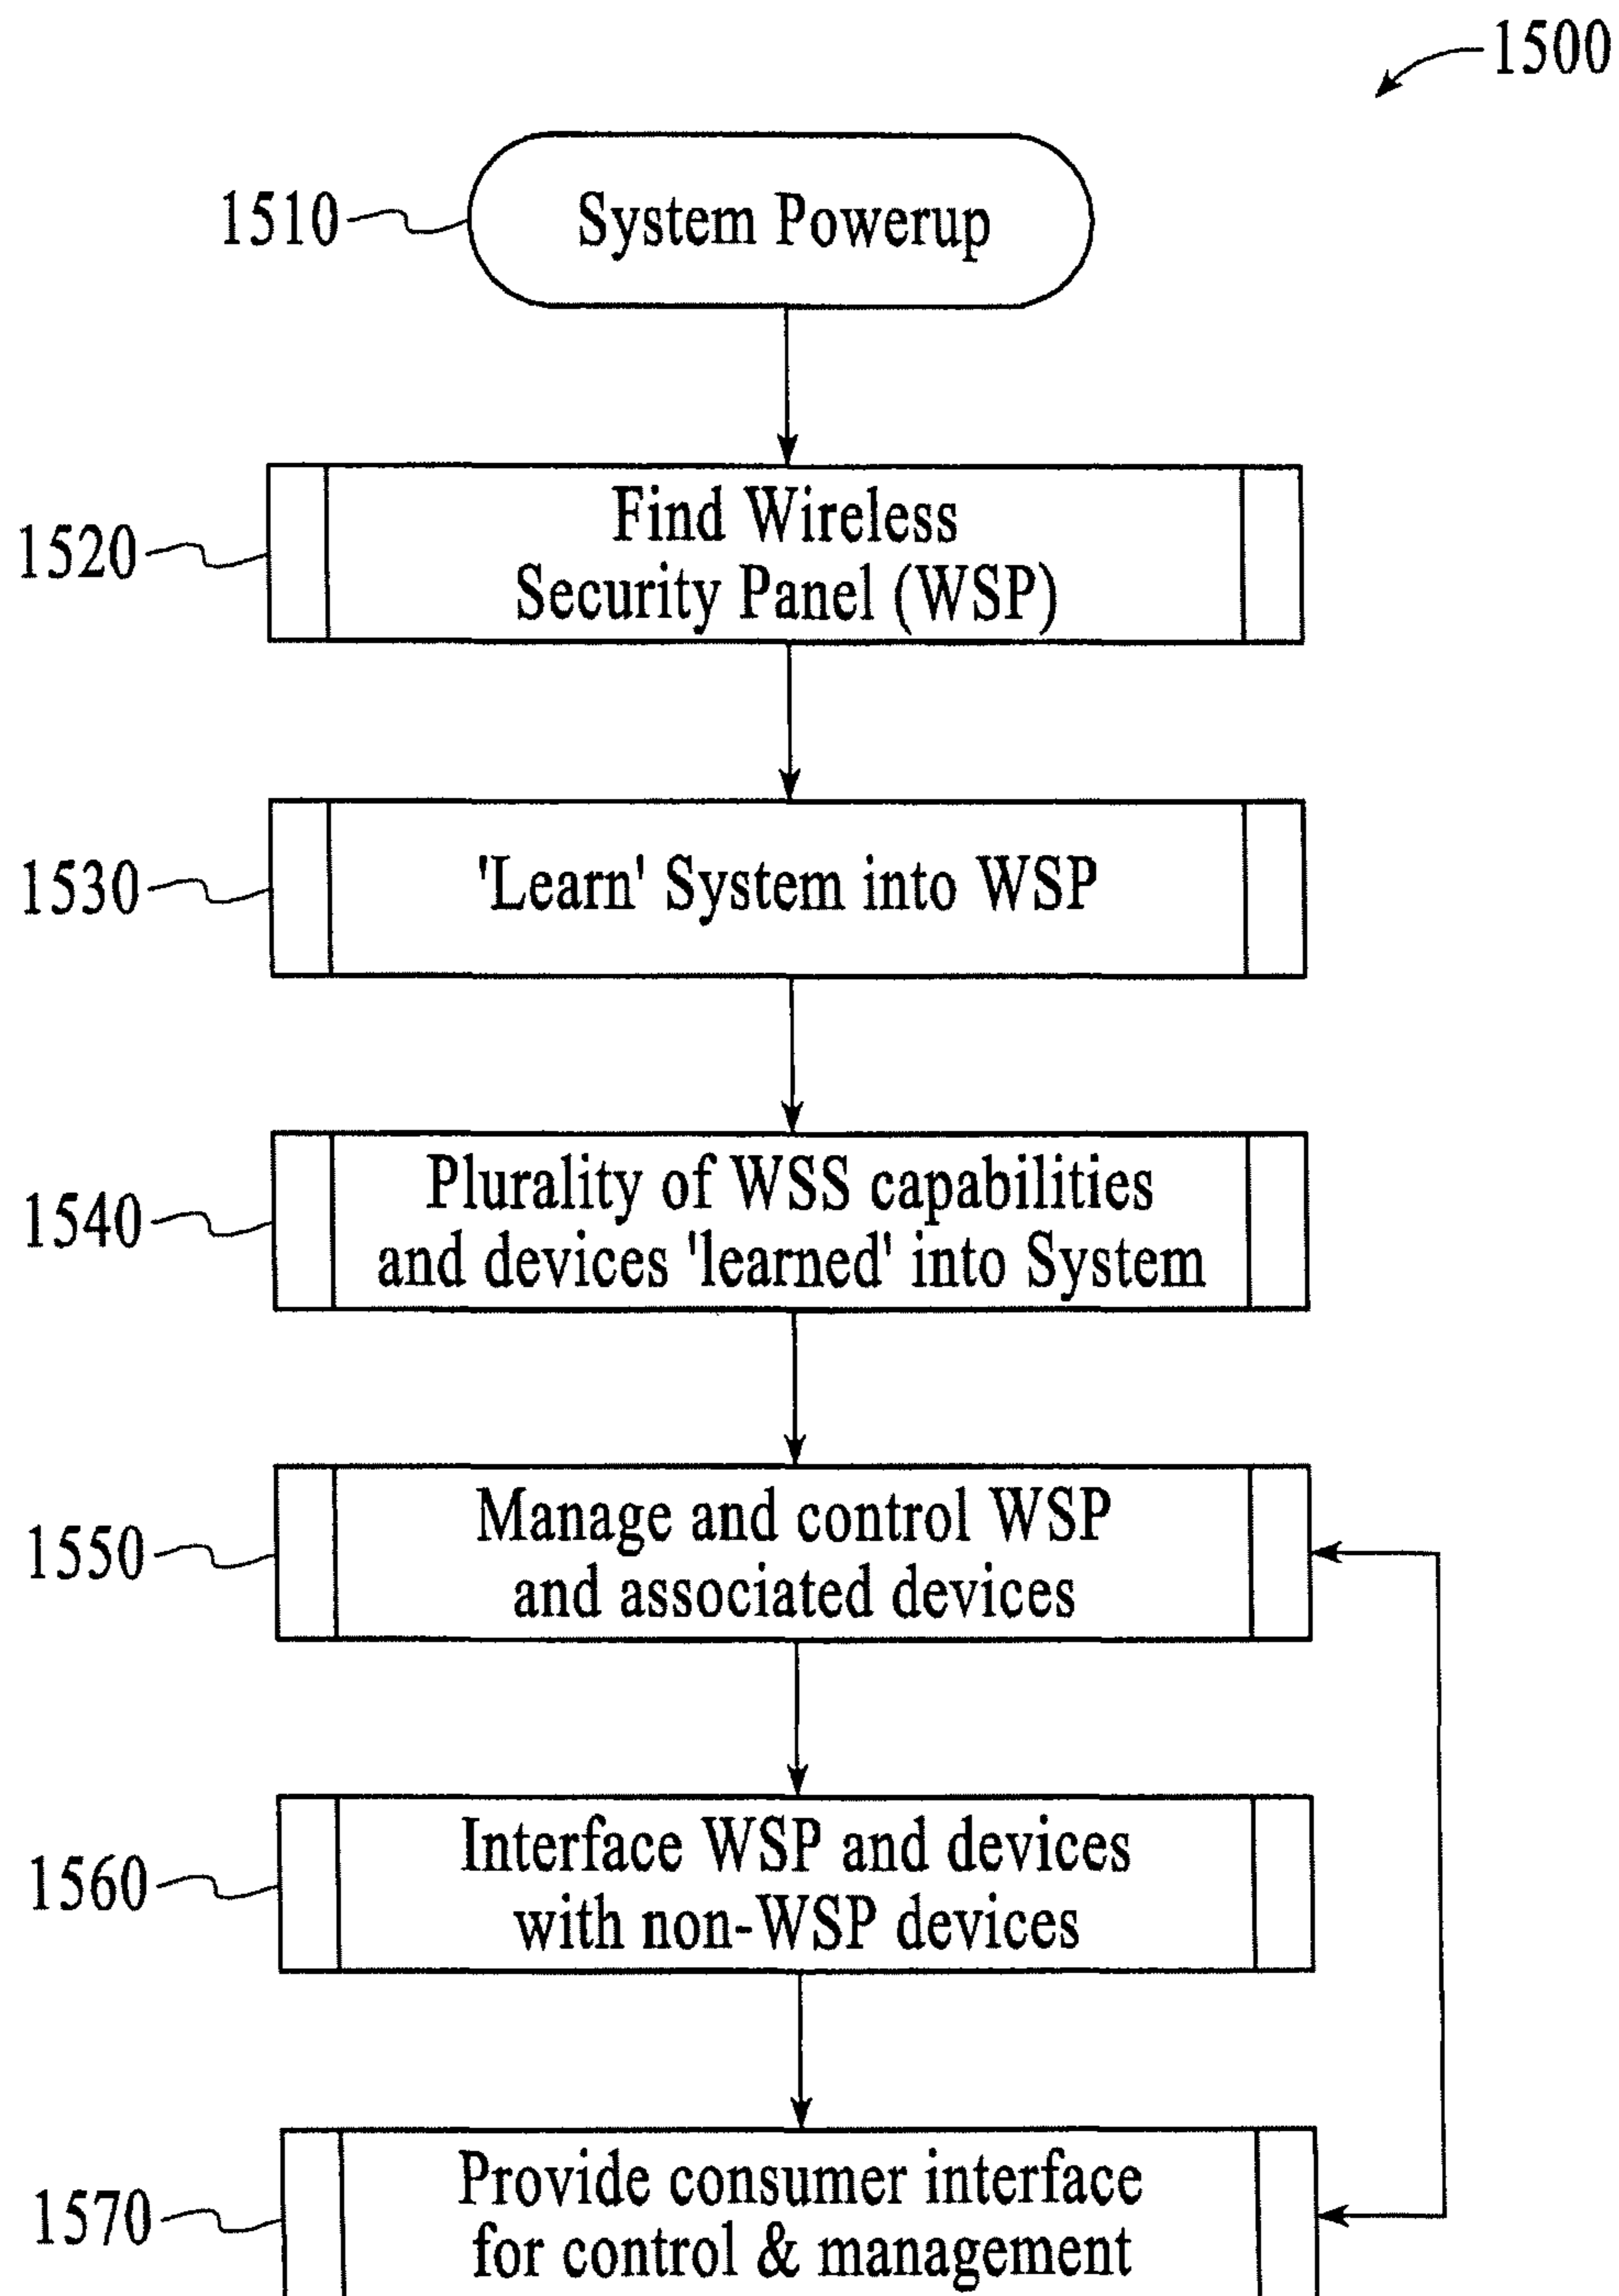 1500
1510
System Powerup
1520
Find Wireless
Security Panel (WSP)
1530
'Learn' System into WSP
1540
Plurality of WSS capabilities
and devices 'learned' into System
1550
Manage and control WSP
and associated devices
1560
Interface WSP and devices
with non-WSP devices
1570
Provide consumer interface
for control & management